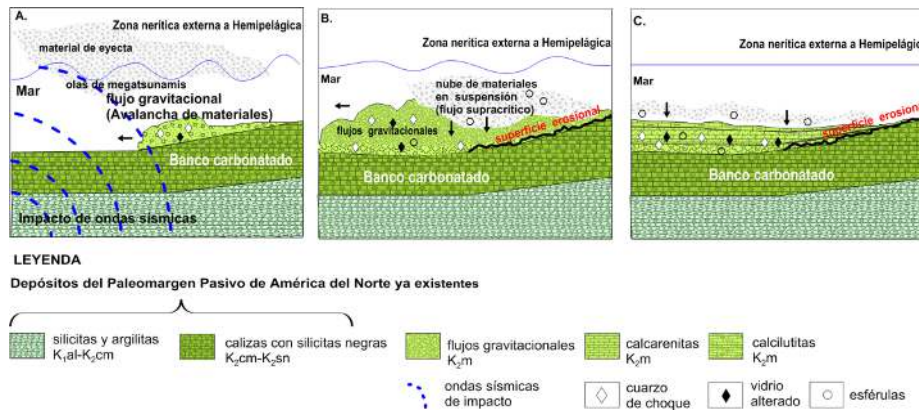 A.
Zona nerítica externa a Hemipelágica
material de eyecta
olas de megatsunamis
Mar
flujo gravitacional
(Avalancha de materiales)
Banco carbonatado
Impacto de ondas sísmicas
B.
Zona nerítica externa a Hemipelágica
Mar
nube de materiales
en suspensión
(flujo supracrítico)
flujos gravitacionales
superficie erosional
Banco carbonatado
C.
Zona nerítica externa a Hemipelágica
Mar
superficie erosional
Banco carbonatado
LEYENDA
Depósitos del Paleomargen Pasivo de América del Norte ya existentes
silicitas y argilitas
K₁al-K₂cm
calizas con silicitas negras
K₂cm-K₂sn
flujos gravitacionales
K₂m
calcarenitas
K₂m
calcilutitas
K₂m
ondas sísmicas
de impacto
cuarzo
de choque
vidrio
alterado
esférulas